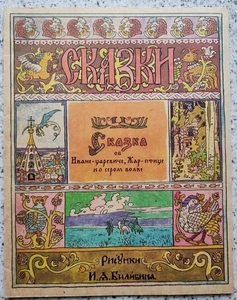 СКАЗКИ
Сказка
об
Иване-царевиче, Жар-птице
и о сером волке
Рисунки
И. Я. Билибина